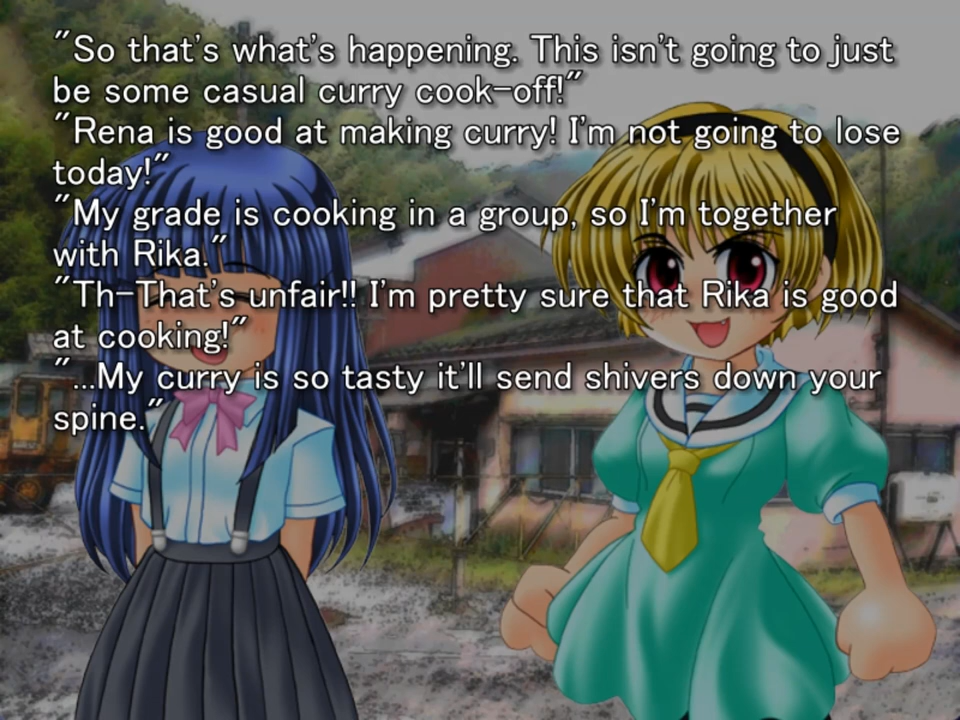 "So that's what's happening. This isn't going to just
be some casual curry cook-off!"
"Rena is good at making curry! I'm not going to lose
today!"
"My grade is cooking in a group, so I'm together
with Rika."
"Th-That's unfair!! I'm pretty sure that Rika is good
at cooking!"
"...My curry is so tasty it'll send shivers down your
spine."